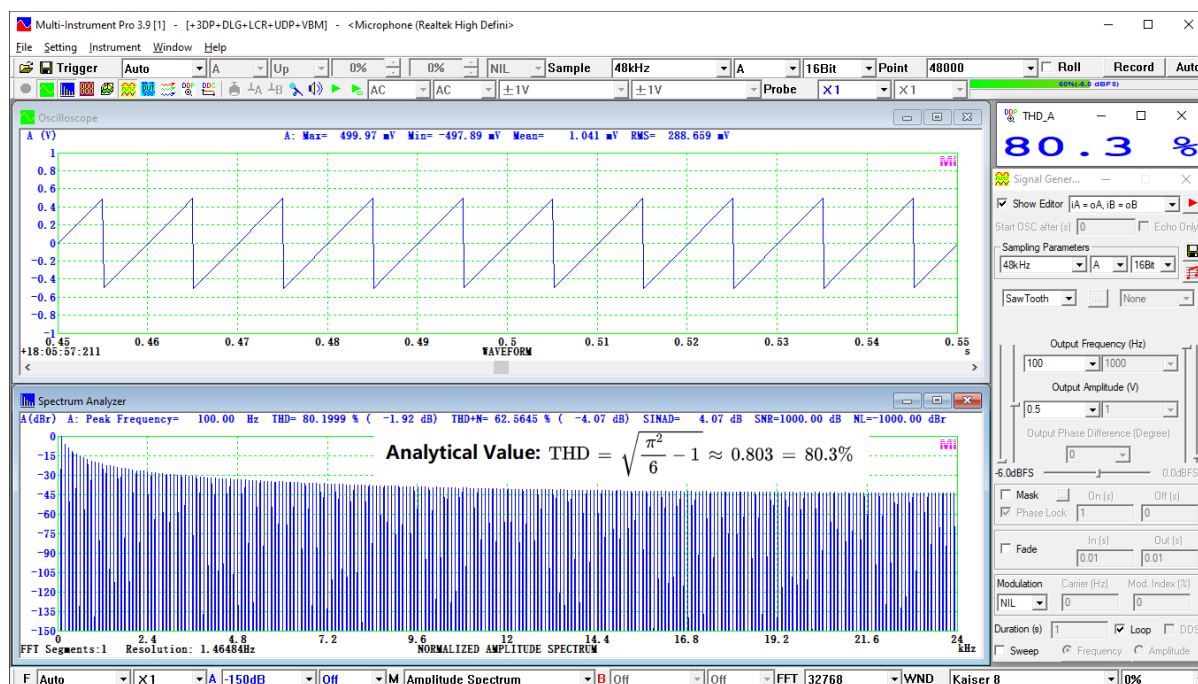 Multi-Instrument Pro 3.9 [1] - [+3DP+DLG+LCR+UDP+VBM] - <Microphone (Realtek High Defini>
File Setting Instrument Window Help
Trigger Auto A Up 0% 0% NIL Sample 48kHz A 16Bit Point 48000 Roll Record Auto
AC AC ±1V ±1V Probe X1 X1 60%(-6.0 dBFS)
Oscilloscope
A (V) A: Max= 499.97 mV Min= -497.89 mV Mean= 1.041 mV RMS= 288.659 mV
MI
1
0.8
0.6
0.4
0.2
0
-0.2
-0.4
-0.6
-0.8
-1
0.45 0.46 0.47 0.48 0.49 0.5 0.51 0.52 0.53 0.54 0.55
+18:05:57:211 WAVEFORM s
Spectrum Analyzer
A(dBr) A: Peak Frequency= 100.00 Hz THD= 80.1999 % ( -1.92 dB) THD+N= 62.5645 % ( -4.07 dB) SINAD= 4.07 dB SNR=1000.00 dB NL=-1000.00 dBr
MI
Analytical Value: THD = √(π²/6 − 1) ≈ 0.803 = 80.3%
0
-15
-30
-45
-60
-75
-90
-105
-120
-135
-150
0 2.4 4.8 7.2 9.6 12 14.4 16.8 19.2 21.6 24
FFT Segments:1 Resolution: 1.46484Hz NORMALIZED AMPLITUDE SPECTRUM kHz
THD_A
80.3 %
Signal Gener...
Show Editor iA = oA, iB = oB
Start OSC after (s) 0 Echo Only
Sampling Parameters
48kHz A 16Bit
SawTooth ... None
Output Frequency (Hz)
100 1000
Output Amplitude (V)
0.5 1
Output Phase Difference (Degree)
0
-6.0dBFS 0.0dBFS
Mask ... On (s) Off (s)
Phase Lock 1 0
In (s) Out (s)
Fade 0.01 0.01
Modulation Carrier (Hz) Mod. Index (%)
NIL 0 0
Duration (s) 1 Loop DDS
Sweep Frequency Amplitude
F Auto X1 A -150dB Off M Amplitude Spectrum B Off Off FFT 32768 WND Kaiser 8 0%